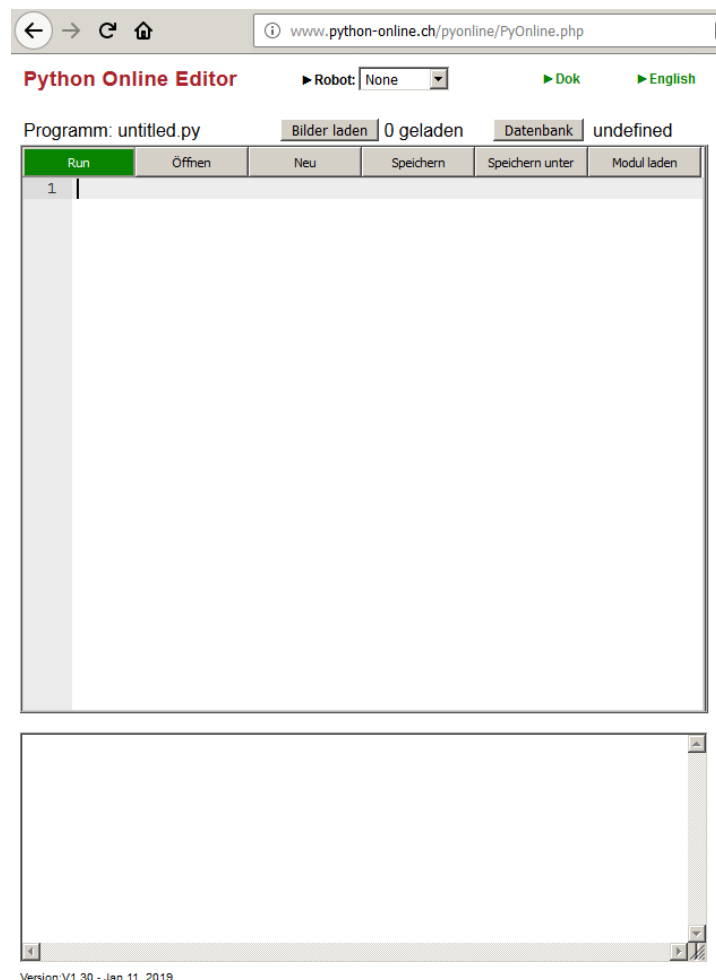 www.python-online.ch/pyonline/PyOnline.php
Python Online Editor ►Robot: None ►Dok ►English
Programm: untitled.py Bilder laden 0 geladen Datenbank undefined
Run Öffnen Neu Speichern Speichern unter Modul laden
1
Version:V1.30 - Jan 11, 2019